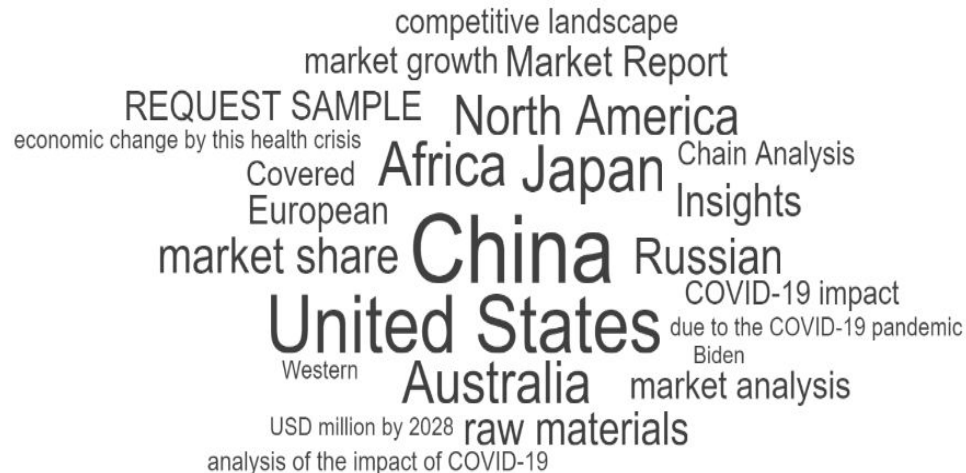 competitive landscape
market growth Market Report
REQUEST SAMPLE North America
economic change by this health crisis
Africa Japan Chain Analysis
Covered
European
Insights
market share China Russian
COVID-19 impact
United States due to the COVID-19 pandemic
Biden
Western
Australia market analysis
USD million by 2028 raw materials
analysis of the impact of COVID-19